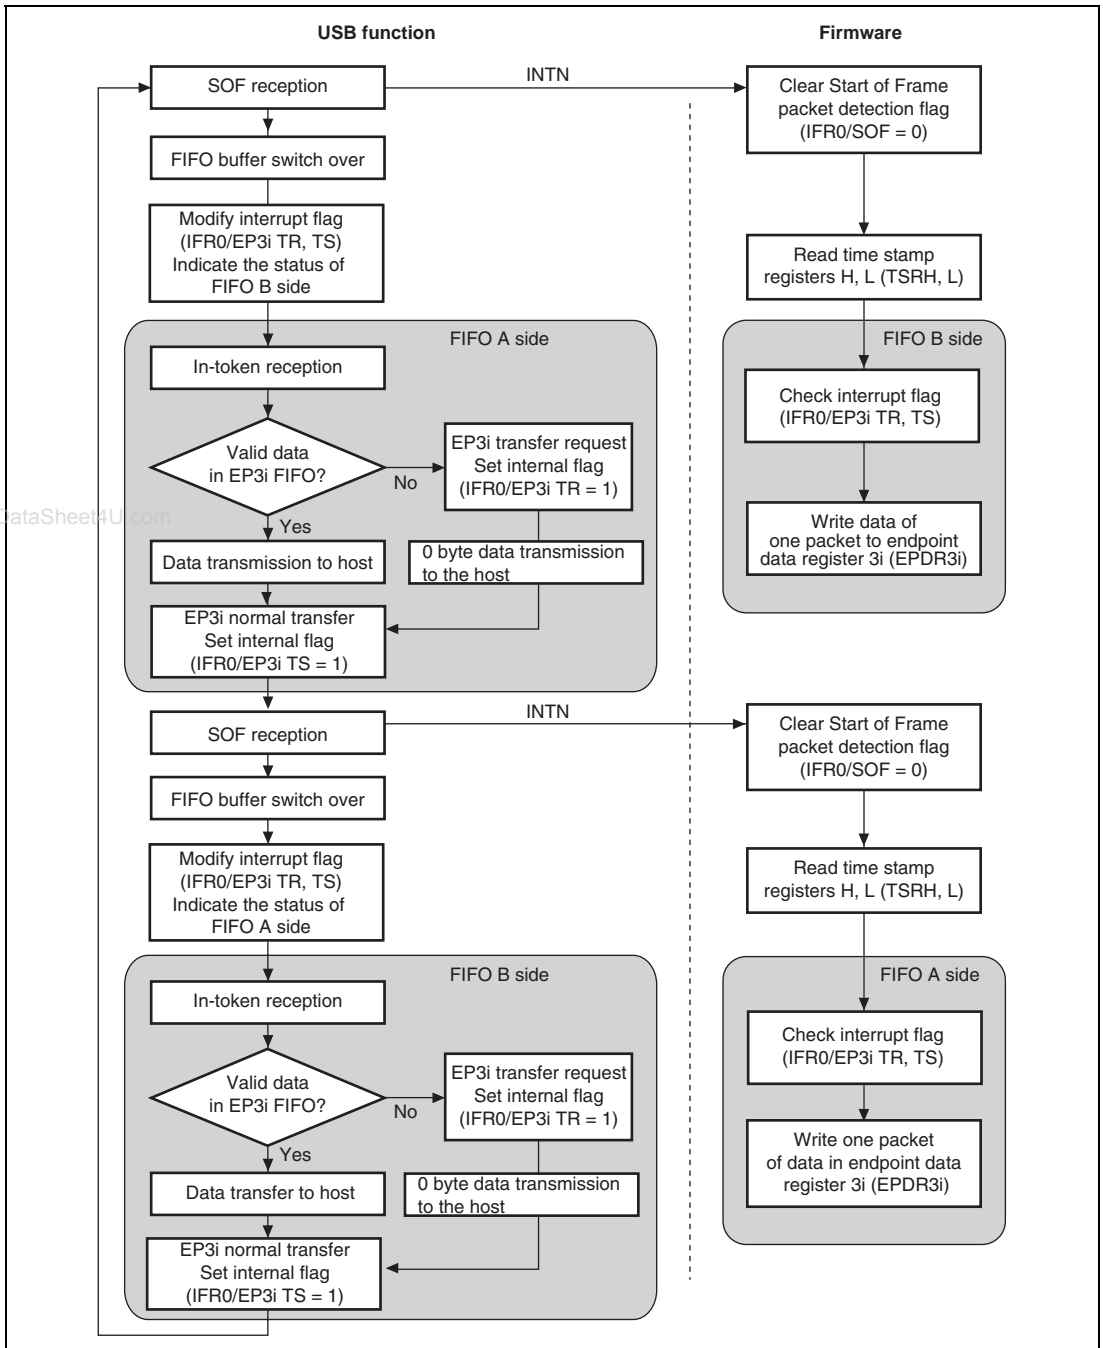 USB function
Firmware
SOF reception
INTN
Clear Start of Frame
packet detection flag
(IFR0/SOF = 0)
FIFO buffer switch over
Modify interrupt flag
(IFR0/EP3i TR, TS)
Indicate the status of
FIFO B side
Read time stamp
registers H, L (TSRH, L)
FIFO A side
In-token reception
Valid data
in EP3i FIFO?
No
EP3i transfer request
Set internal flag
(IFR0/EP3i TR = 1)
Yes
Data transmission to host
0 byte data transmission
to the host
EP3i normal transfer
Set internal flag
(IFR0/EP3i TS = 1)
FIFO B side
Check interrupt flag
(IFR0/EP3i TR, TS)
Write data of
one packet to endpoint
data register 3i (EPDR3i)
DataSheet4U.com
SOF reception
INTN
Clear Start of Frame
packet detection flag
(IFR0/SOF = 0)
FIFO buffer switch over
Modify interrupt flag
(IFR0/EP3i TR, TS)
Indicate the status of
FIFO A side
Read time stamp
registers H, L (TSRH, L)
FIFO B side
In-token reception
Valid data
in EP3i FIFO?
No
EP3i transfer request
Set internal flag
(IFR0/EP3i TR = 1)
Yes
Data transfer to host
0 byte data transmission
to the host
EP3i normal transfer
Set internal flag
(IFR0/EP3i TS = 1)
FIFO A side
Check interrupt flag
(IFR0/EP3i TR, TS)
Write one packet
of data in endpoint data
register 3i (EPDR3i)